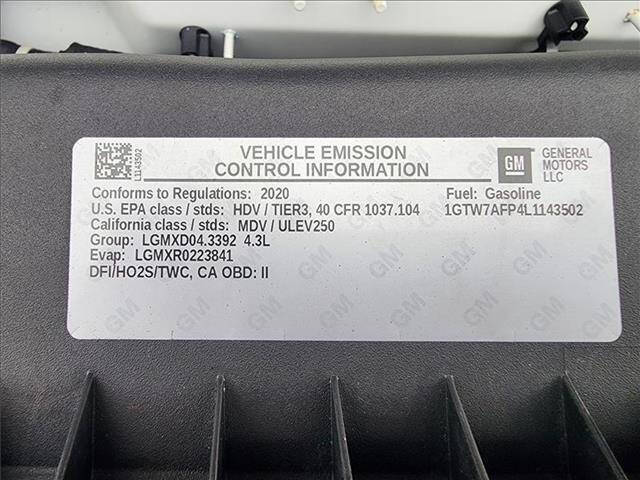 L1143502
VEHICLE EMISSION
CONTROL INFORMATION
GM
GENERAL
MOTORS
LLC
Conforms to Regulations: 2020 Fuel: Gasoline
U.S. EPA class / stds: HDV / TIER3, 40 CFR 1037.104 1GTW7AFP4L1143502
California class / stds: MDV / ULEV250
Group: LGMXD04.3392 4.3L
Evap: LGMXR0223841
DFI/HO2S/TWC, CA OBD: II